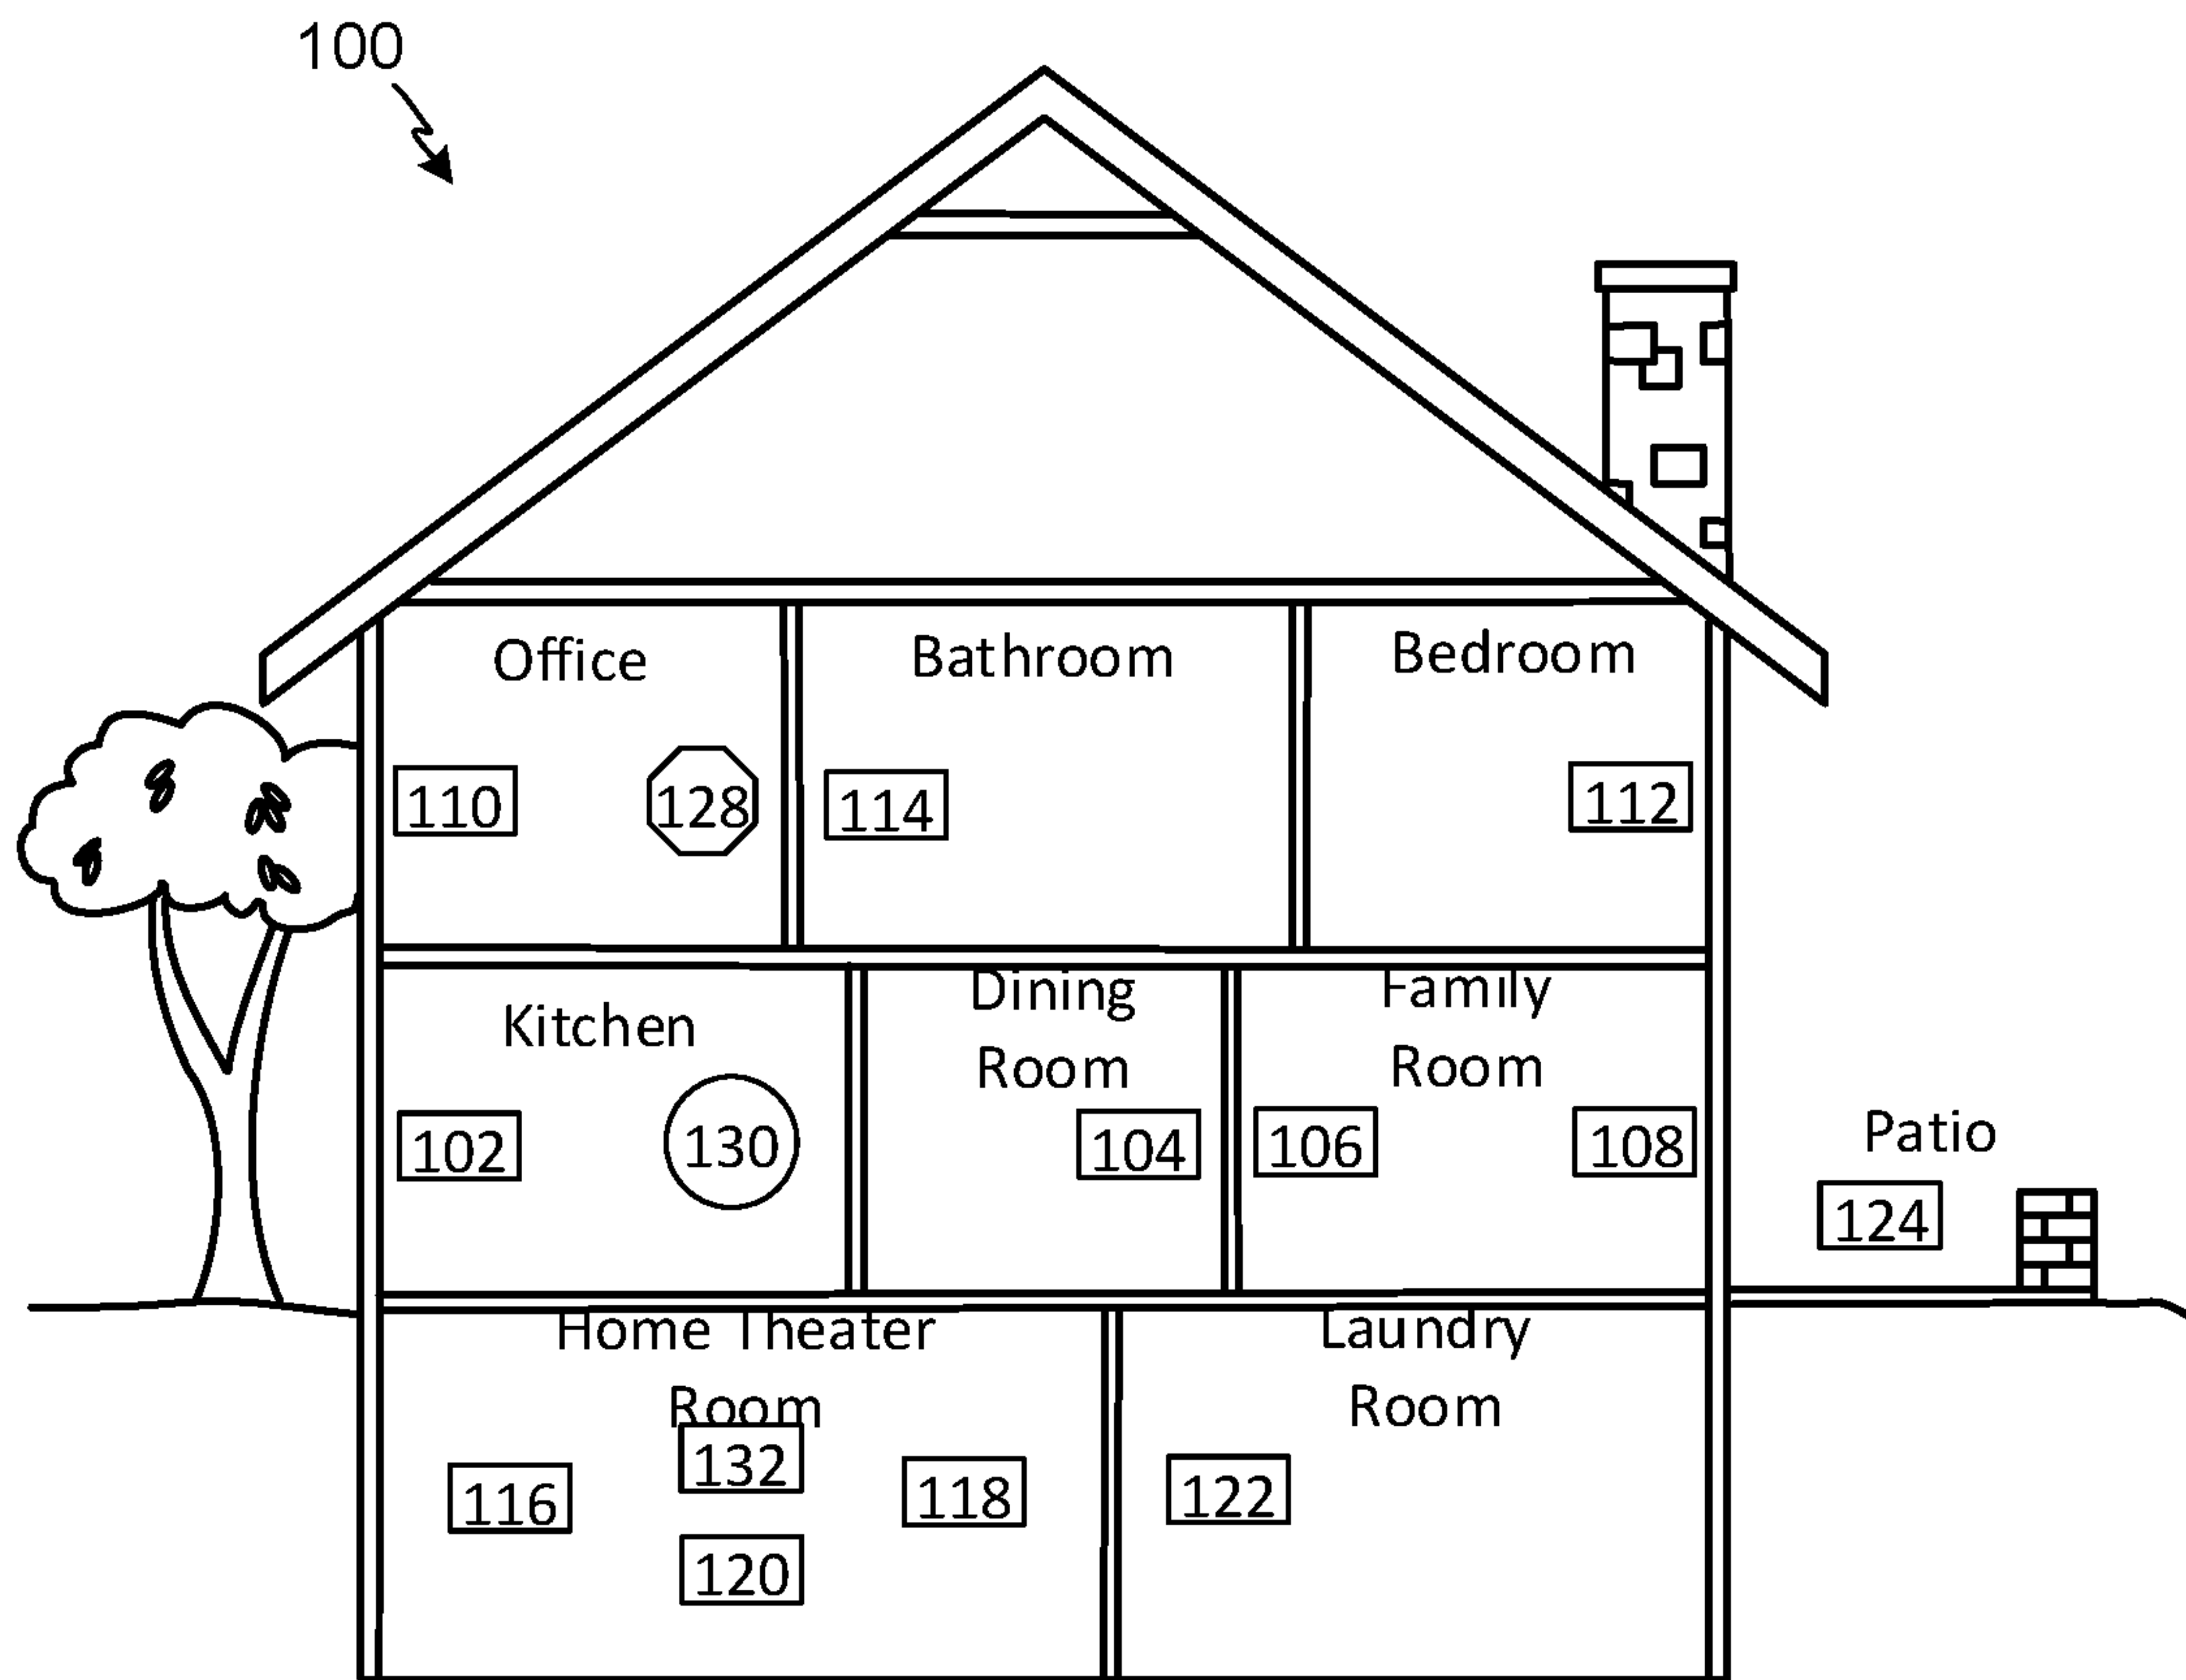 100
Office
Bathroom
Bedroom
110
128
114
112
Kitchen
Dining
Room
Family
Room
102
130
104
106
108
Patio
124
Home Theater
Room
Laundry
Room
132
116
118
122
120